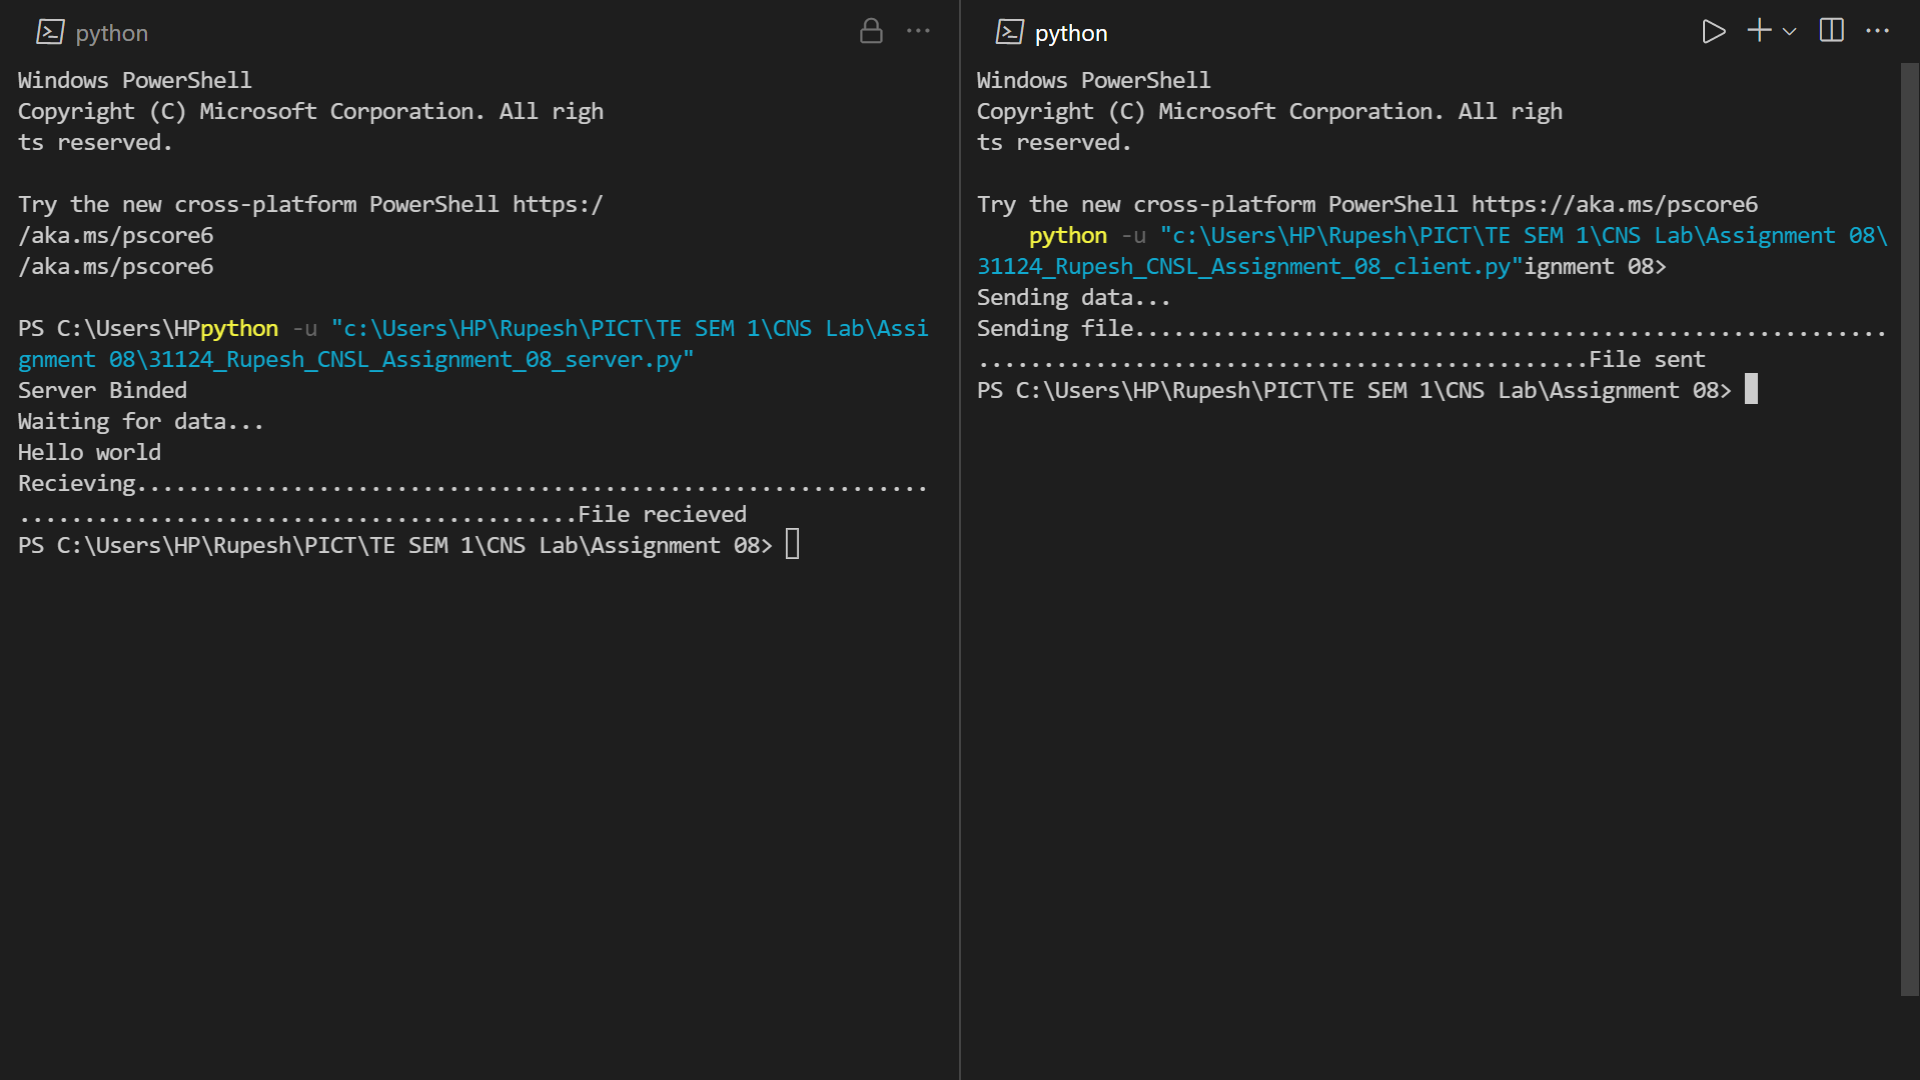 python
Windows PowerShell
Copyright (C) Microsoft Corporation. All righ
ts reserved.
Try the new cross-platform PowerShell https:/
/aka.ms/pscore6
/aka.ms/pscore6
PS C:\Users\HPpython -u "c:\Users\HP\Rupesh\PICT\TE SEM 1\CNS Lab\Assi
gnment 08\31124_Rupesh_CNSL_Assignment_08_server.py"
Server Binded
Waiting for data...
Hello world
Recieving.............................................................
...........................................File recieved
PS C:\Users\HP\Rupesh\PICT\TE SEM 1\CNS Lab\Assignment 08>
python
Windows PowerShell
Copyright (C) Microsoft Corporation. All righ
ts reserved.
Try the new cross-platform PowerShell https://aka.ms/pscore6
python -u "c:\Users\HP\Rupesh\PICT\TE SEM 1\CNS Lab\Assignment 08\
31124_Rupesh_CNSL_Assignment_08_client.py"ignment 08>
Sending data...
Sending file..........................................................
...............................................File sent
PS C:\Users\HP\Rupesh\PICT\TE SEM 1\CNS Lab\Assignment 08>